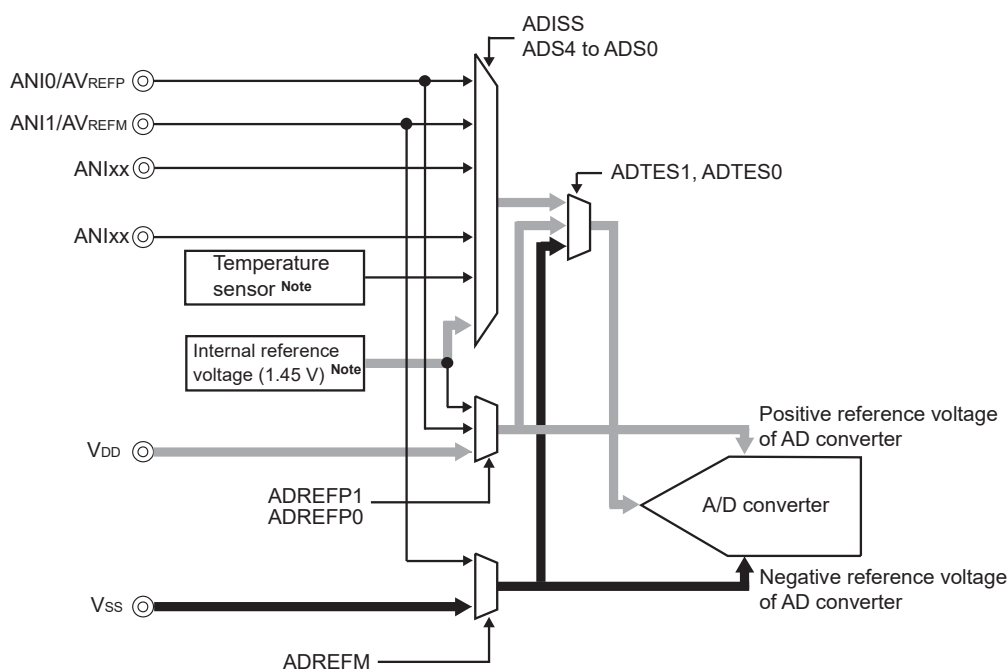 ADISS
ADS4 to ADS0
ANI0/AVREFP
ANI1/AVREFM
ANIxx
ADTES1, ADTES0
ANIxx
Temperature
sensor Note
Internal reference
voltage (1.45 V) Note
Positive reference voltage
of AD converter
VDD
ADREFP1
ADREFP0
A/D converter
Negative reference voltage
of AD converter
VSS
ADREFM